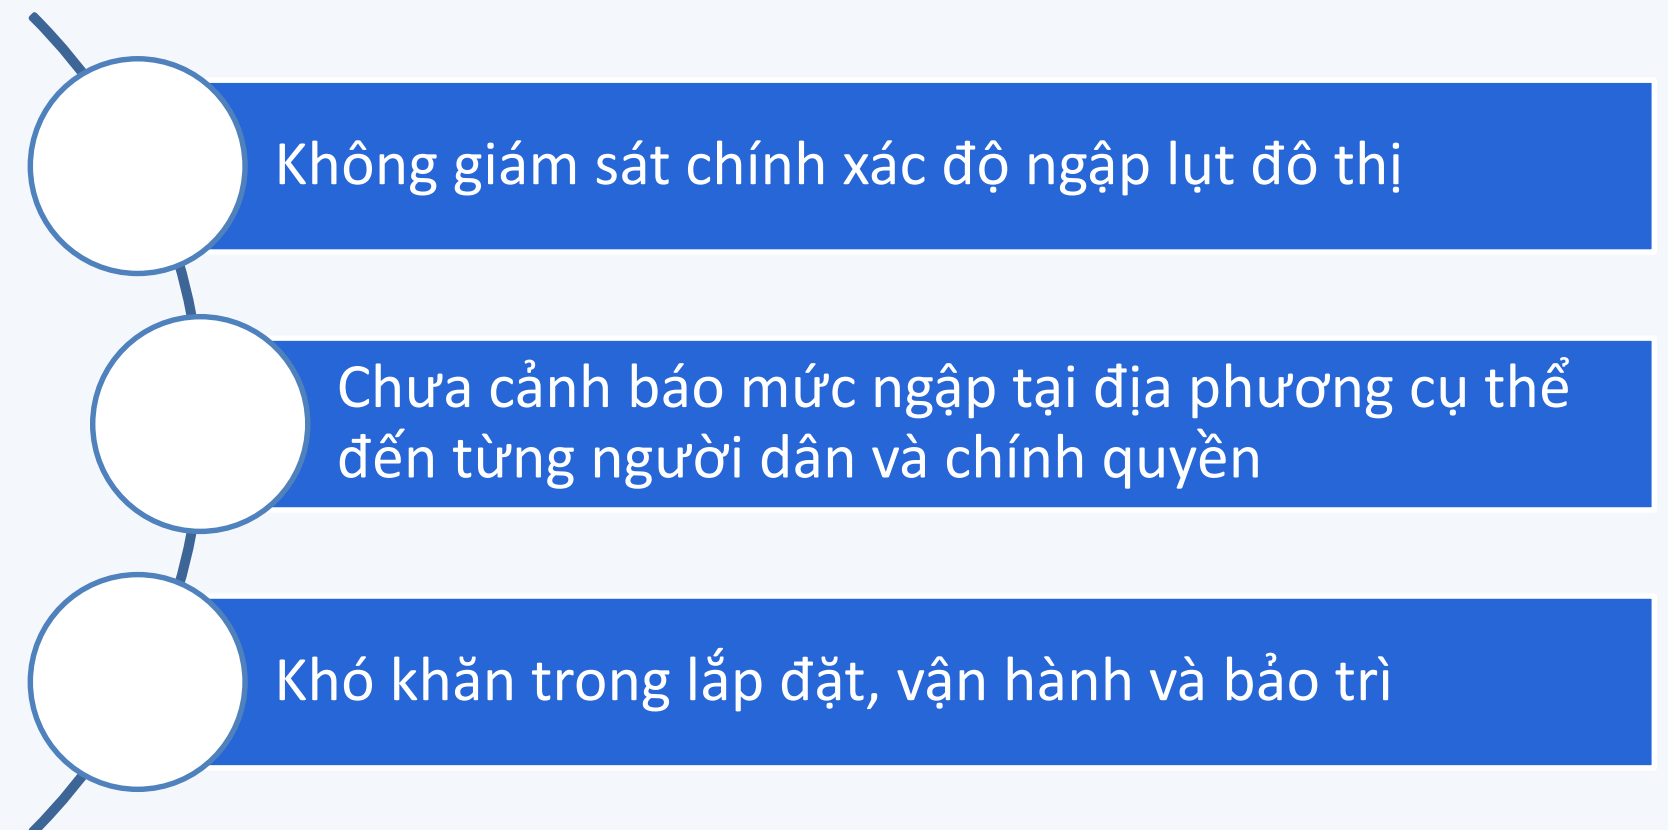 Không giám sát chính xác độ ngập lụt đô thị
Chưa cảnh báo mức ngập tại địa phương cụ thể
đến từng người dân và chính quyền
Khó khăn trong lắp đặt, vận hành và bảo trì